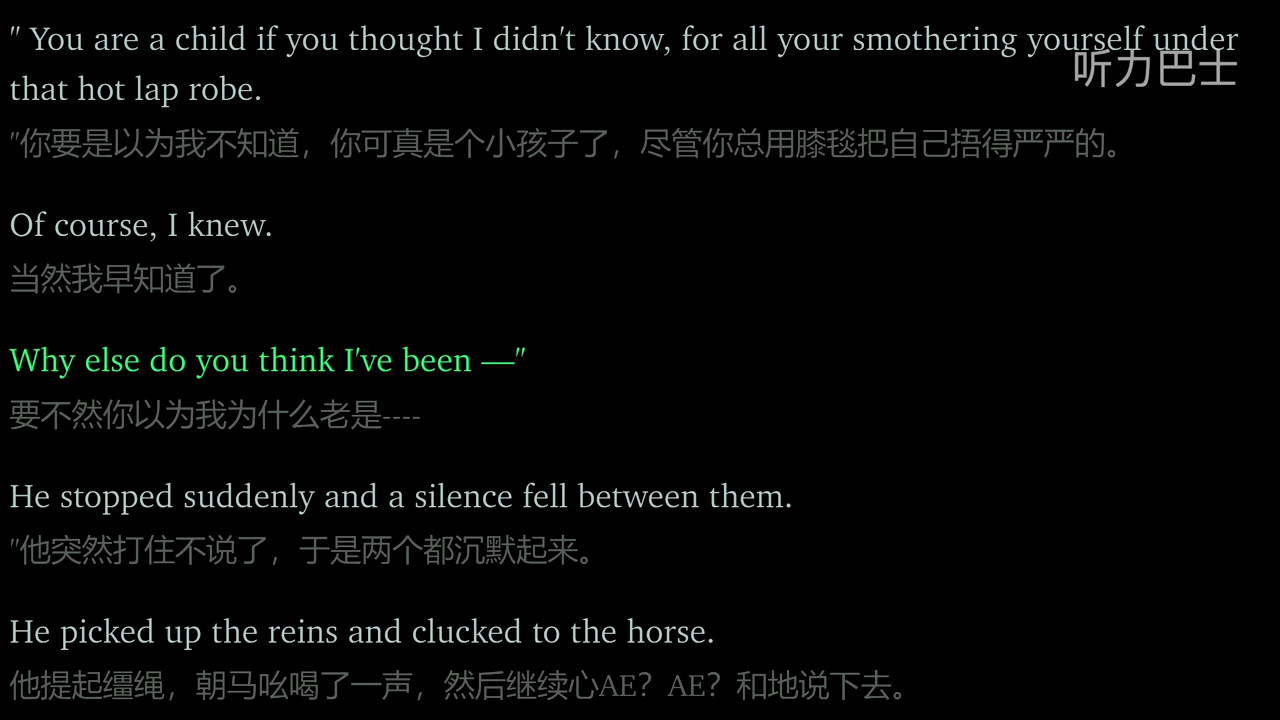 " You are a child if you thought I didn't know, for all your smothering yourself under
that hot lap robe.
听力巴士
"你要是以为我不知道，你可真是个小孩子了，尽管你总用膝毯把自己捂得严严的。
Of course, I knew.
当然我早知道了。
Why else do you think I've been —"
要不然你以为我为什么老是----
He stopped suddenly and a silence fell between them.
"他突然打住不说了，于是两个都沉默起来。
He picked up the reins and clucked to the horse.
他提起缰绳，朝马吆喝了一声，然后继续心AE？AE？和地说下去。